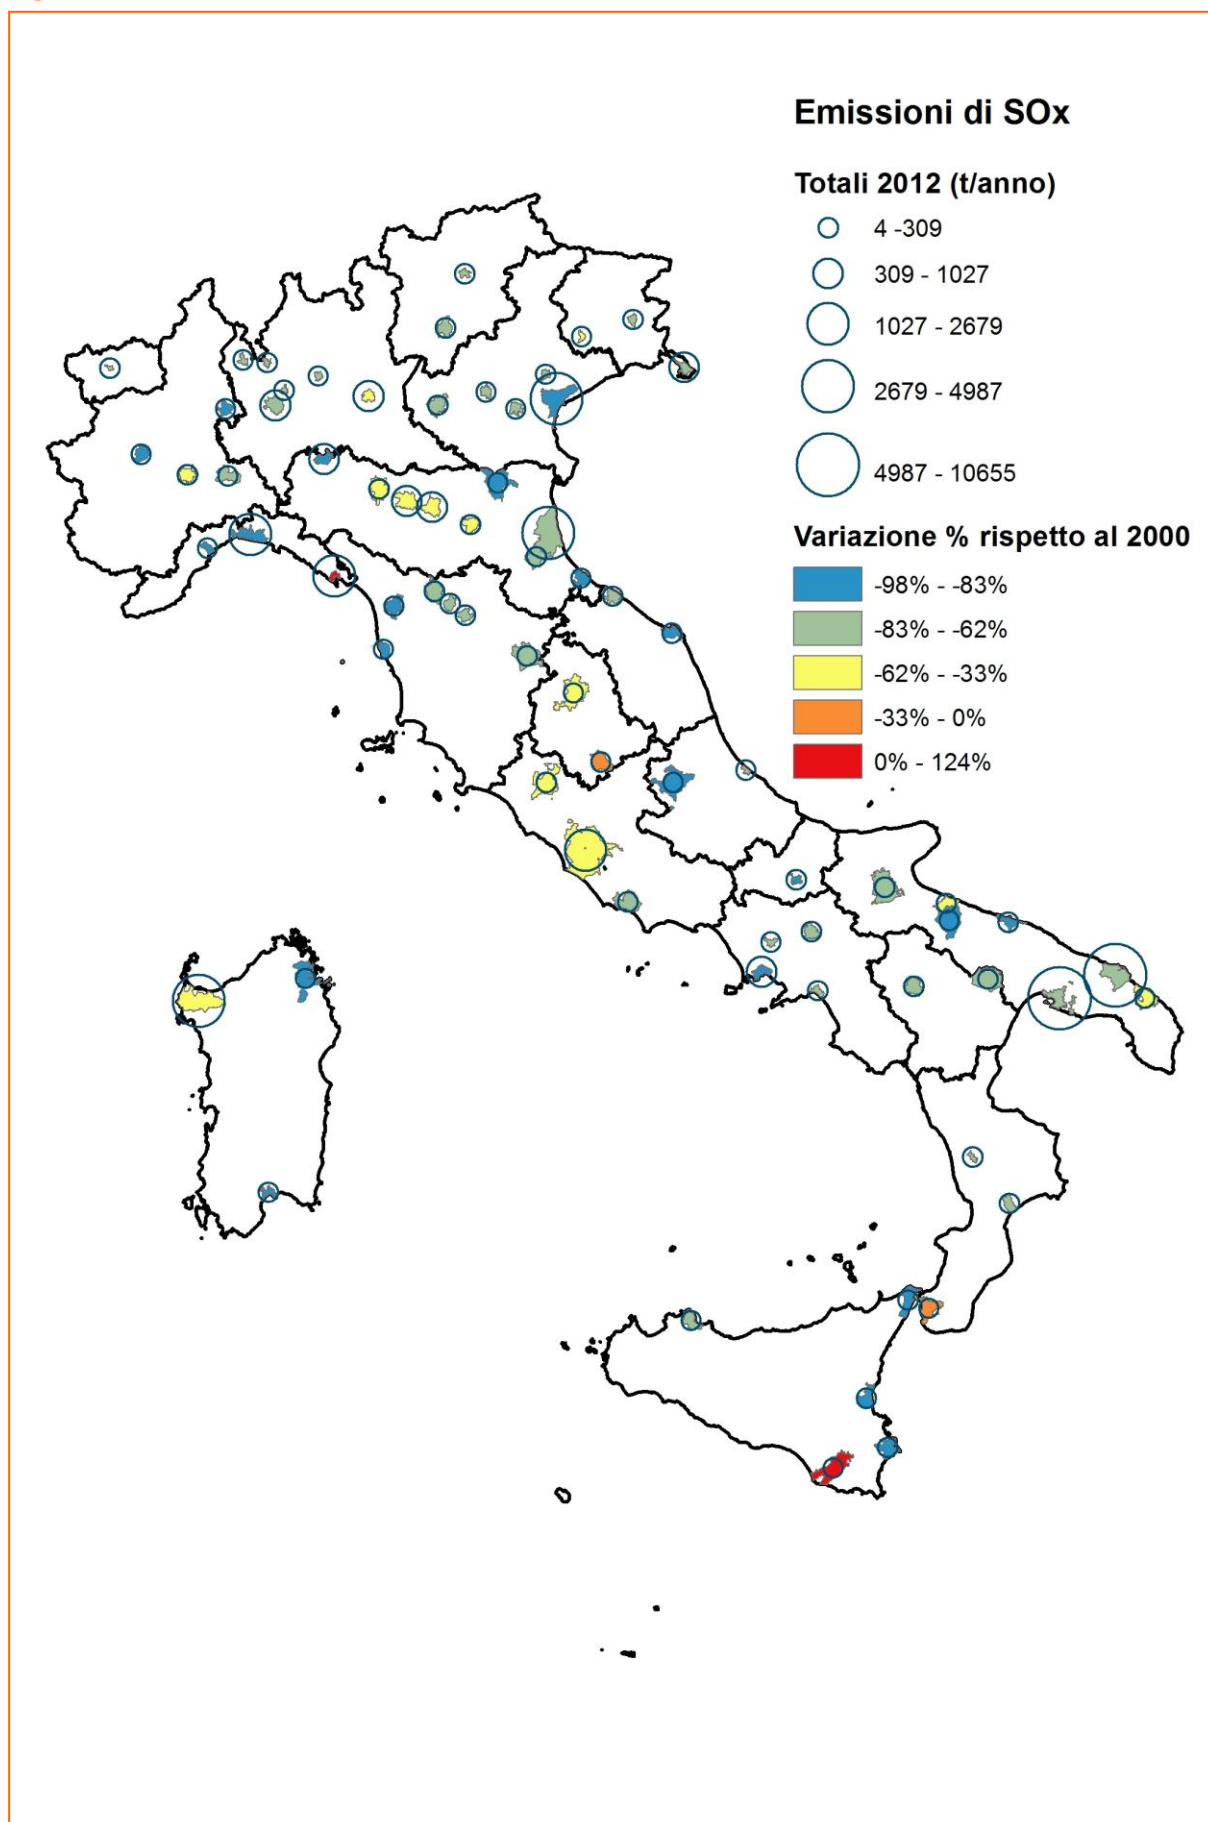 Emissioni di SOx
Totali 2012 (t/anno)
4 -309
309 - 1027
1027 - 2679
2679 - 4987
4987 - 10655
Variazione % rispetto al 2000
-98% - -83%
-83% - -62%
-62% - -33%
-33% - 0%
0% - 124%